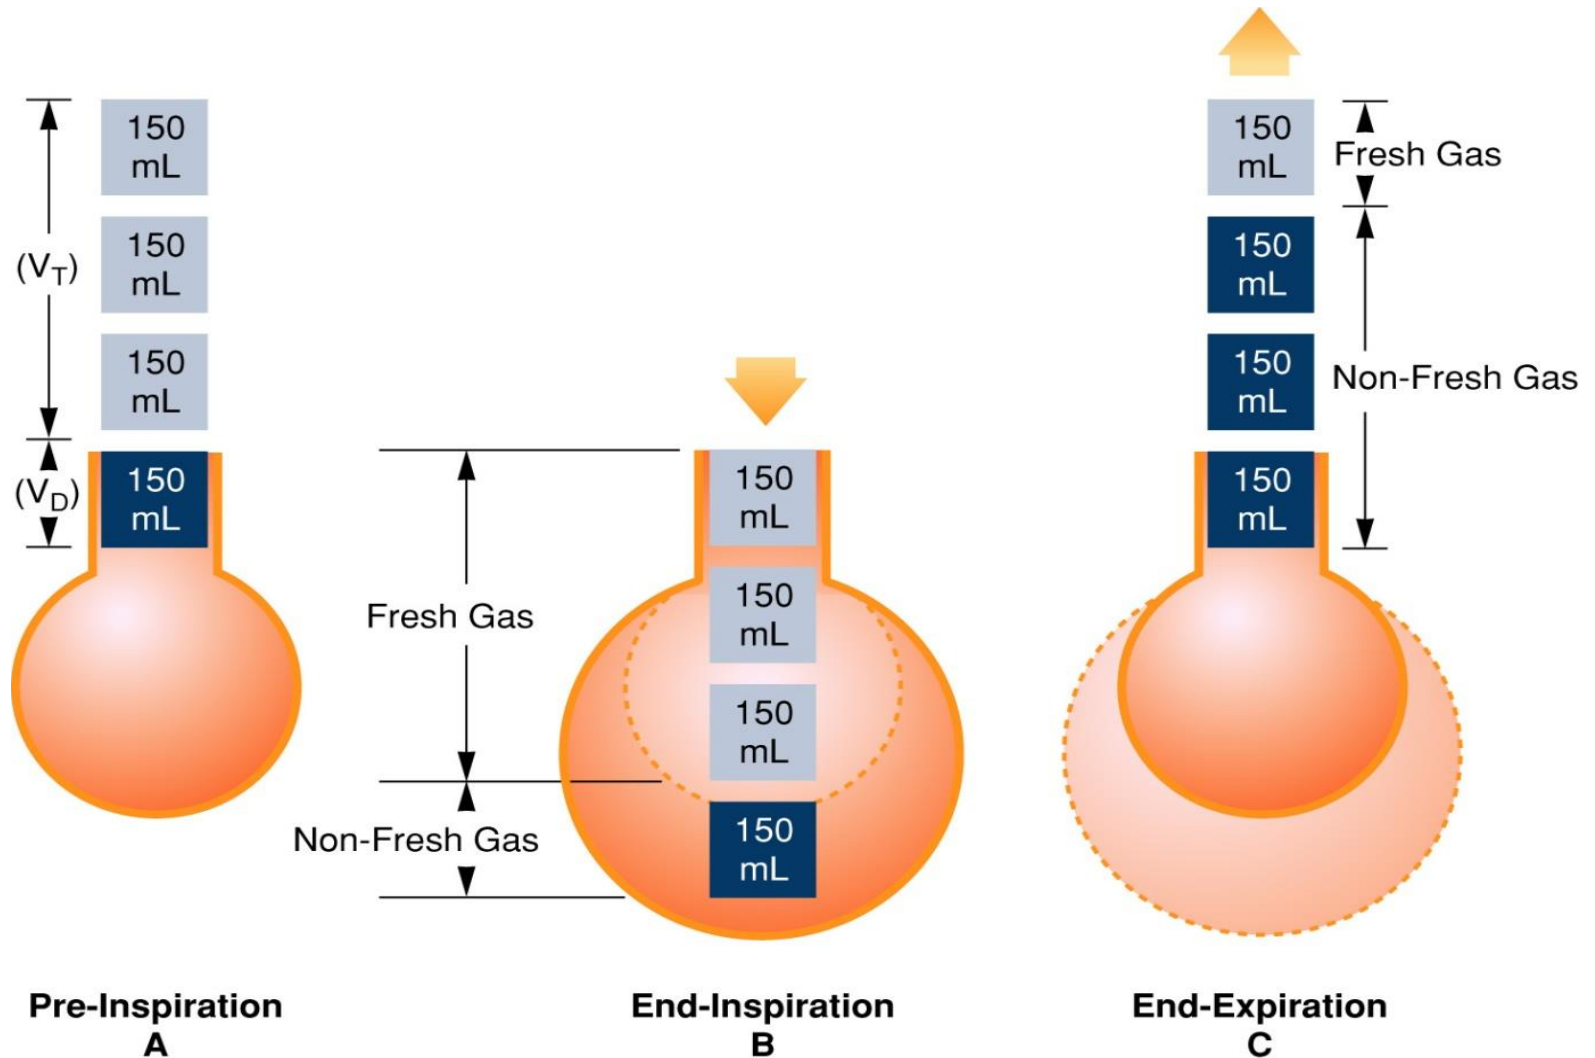 150
mL
150
mL
(VT)
150
mL
(VD)
150
mL
Pre-Inspiration
A
150
mL
150
mL
Fresh Gas
150
mL
Non-Fresh Gas
150
mL
End-Inspiration
B
150
mL
Fresh Gas
150
mL
150
mL
Non-Fresh Gas
150
mL
End-Expiration
C